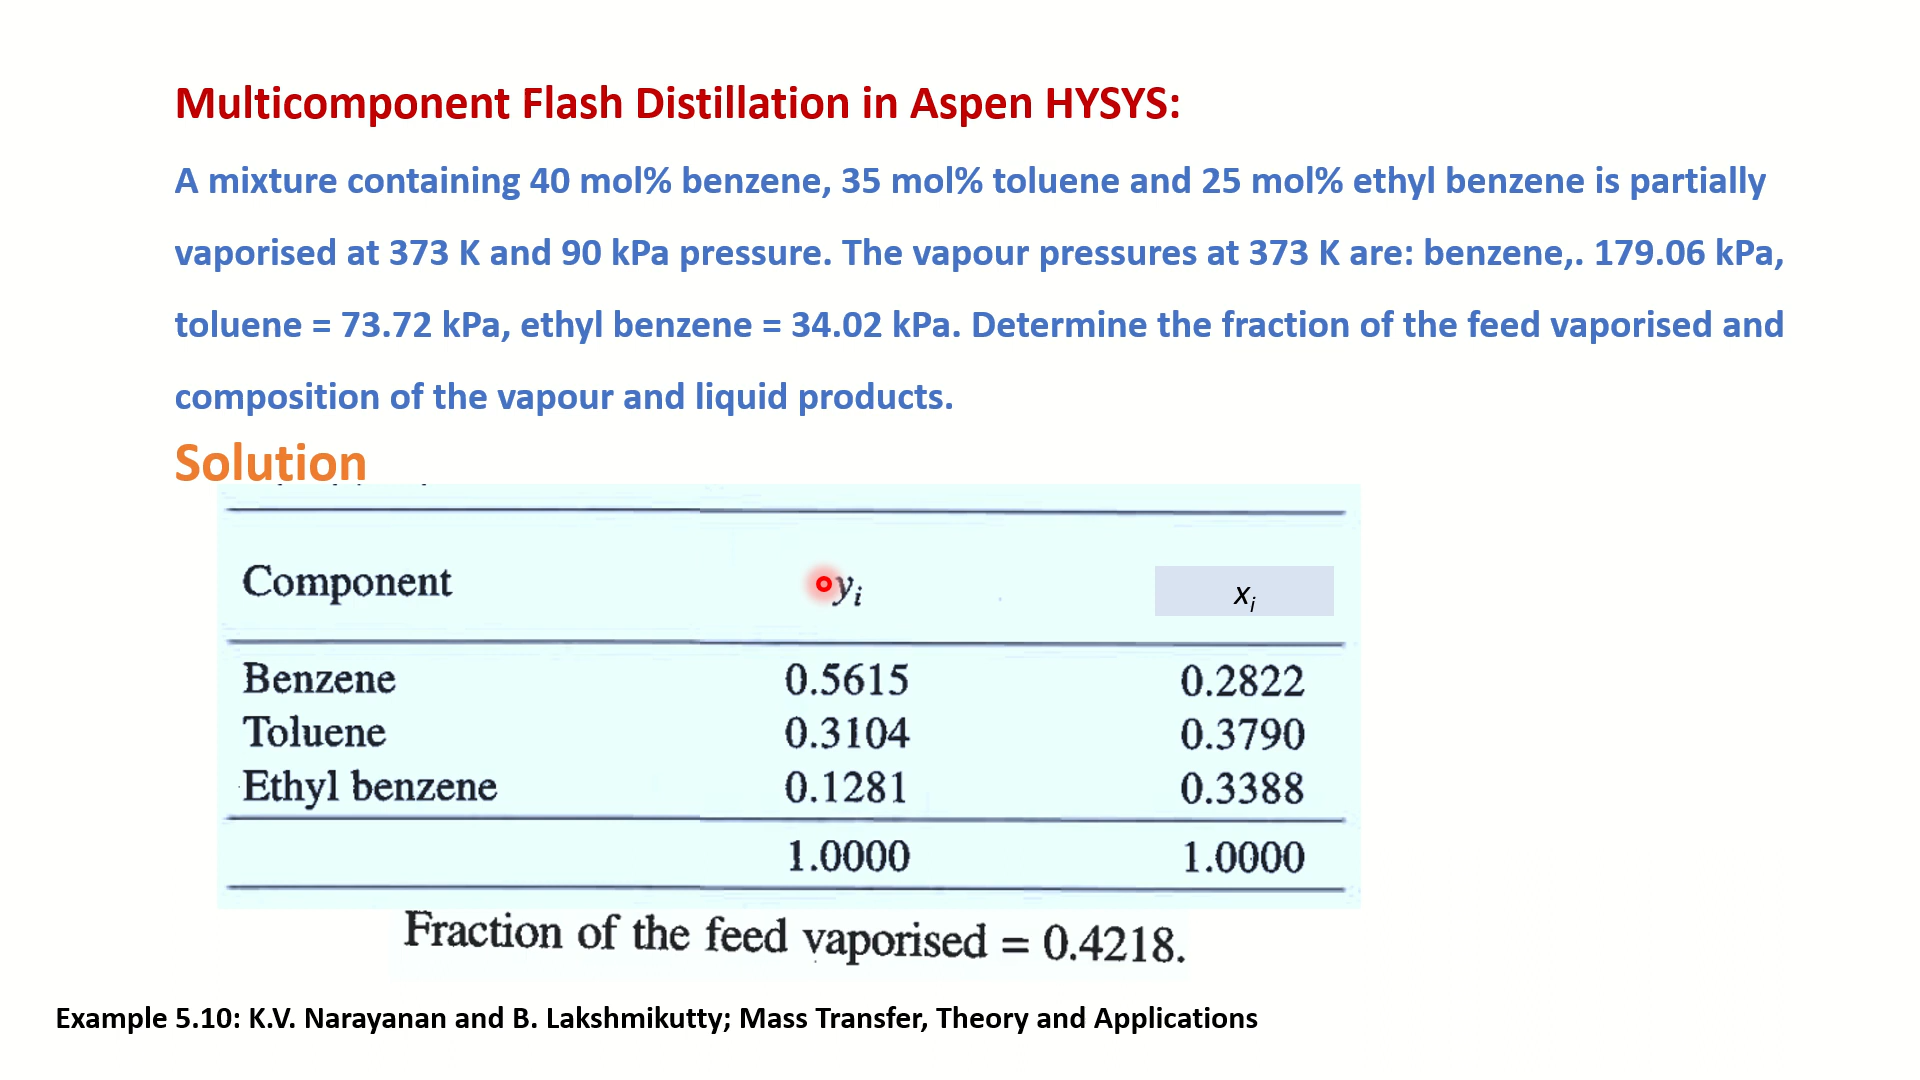 Multicomponent Flash Distillation in Aspen HYSYS:
A mixture containing 40 mol% benzene, 35 mol% toluene and 25 mol% ethyl benzene is partially
vaporised at 373 K and 90 kPa pressure. The vapour pressures at 373 K are: benzene,. 179.06 kPa,
toluene = 73.72 kPa, ethyl benzene = 34.02 kPa. Determine the fraction of the feed vaporised and
composition of the vapour and liquid products.
Solution
Component yi xi
Benzene 0.5615 0.2822
Toluene 0.3104 0.3790
Ethyl benzene 0.1281 0.3388
1.0000 1.0000
Fraction of the feed vaporised = 0.4218.
Example 5.10: K.V. Narayanan and B. Lakshmikutty; Mass Transfer, Theory and Applications